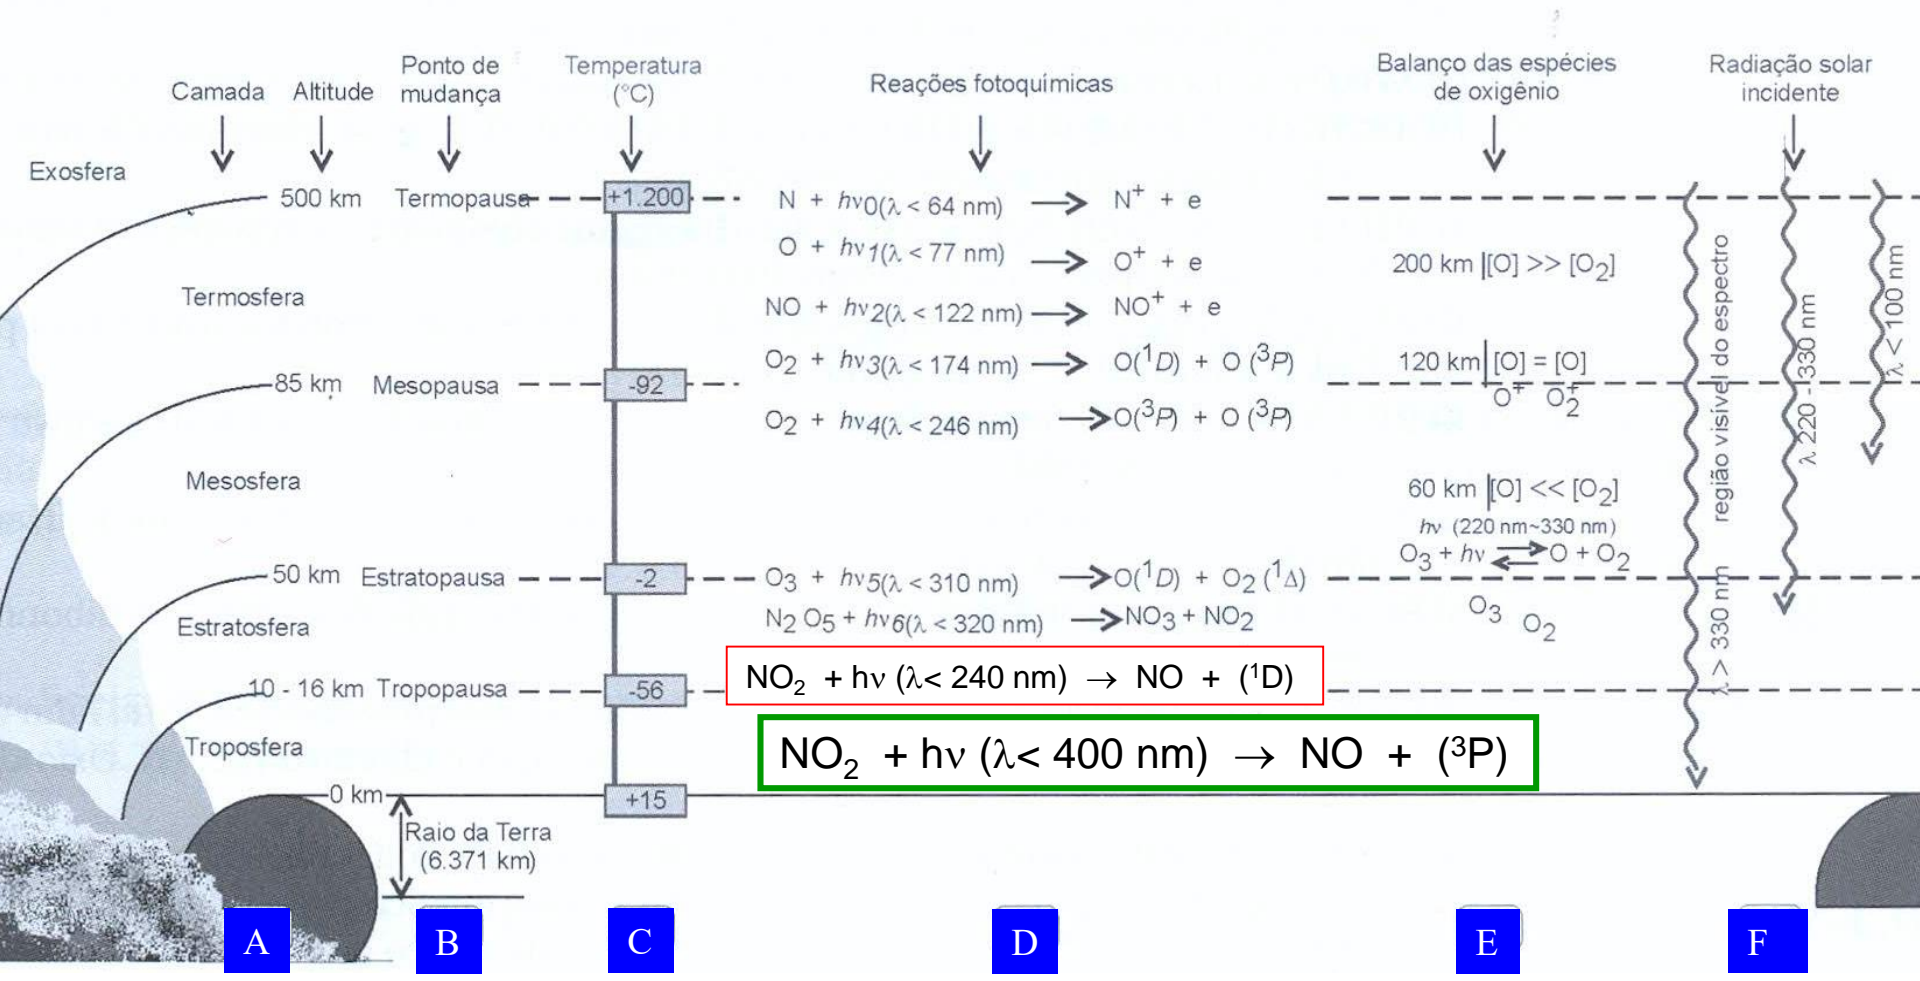 Camada
Altitude
Ponto de
mudança
Temperatura
(°C)
Reações fotoquímicas
Balanço das espécies
de oxigênio
Radiação solar
incidente
Exosfera
500 km
Termopausa
+1.200
N + hν0(λ < 64 nm) → N⁺ + e
O + hν1(λ < 77 nm) → O⁺ + e
200 km |[O] >> [O₂]
Termosfera
NO + hν2(λ < 122 nm) → NO⁺ + e
O₂ + hν3(λ < 174 nm) → O(¹D) + O (³P)
120 km |[O] = [O]
85 km
Mesopausa
-92
O⁺ O₂⁺
O₂ + hν4(λ < 246 nm) → O(³P) + O (³P)
Mesosfera
60 km |[O] << [O₂]
hν (220 nm~330 nm)
O₃ + hν ⇄ O + O₂
50 km
Estratopausa
-2
O₃ + hν5(λ < 310 nm) → O(¹D) + O₂ (¹Δ)
Estratosfera
N₂ O₅ + hν6(λ < 320 nm) → NO₃ + NO₂
O₃ O₂
10 - 16 km
Tropopausa
-56
NO₂ + hν (λ< 240 nm) → NO + (¹D)
Troposfera
NO₂ + hν (λ< 400 nm) → NO + (³P)
0 km
+15
Raio da Terra
(6.371 km)
λ > 330 nm região visível do espectro
λ 220 - 330 nm
λ < 100 nm
A
B
C
D
E
F